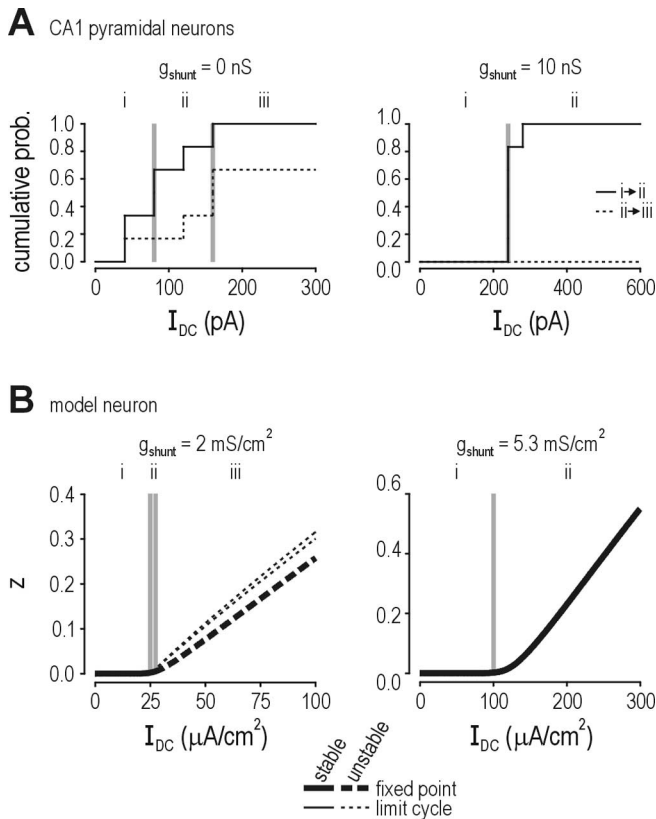 A CA1 pyramidal neurons
g_shunt = 0 nS
i ii iii
1.0
0.8
0.6
0.4
0.2
0.0
cumulative prob.
0 100 200 300
I_DC (pA)
g_shunt = 10 nS
i ii
1.0
0.8
0.6
0.4
0.2
0.0
i→ii
ii→iii
0 200 400 600
I_DC (pA)
B model neuron
g_shunt = 2 mS/cm²
i ii iii
0.4
0.3
0.2
0.1
0.0
z
0 25 50 75 100
I_DC (μA/cm²)
g_shunt = 5.3 mS/cm²
i ii
0.6
0.4
0.2
0.0
0 100 200 300
I_DC (μA/cm²)
stable unstable
fixed point
limit cycle